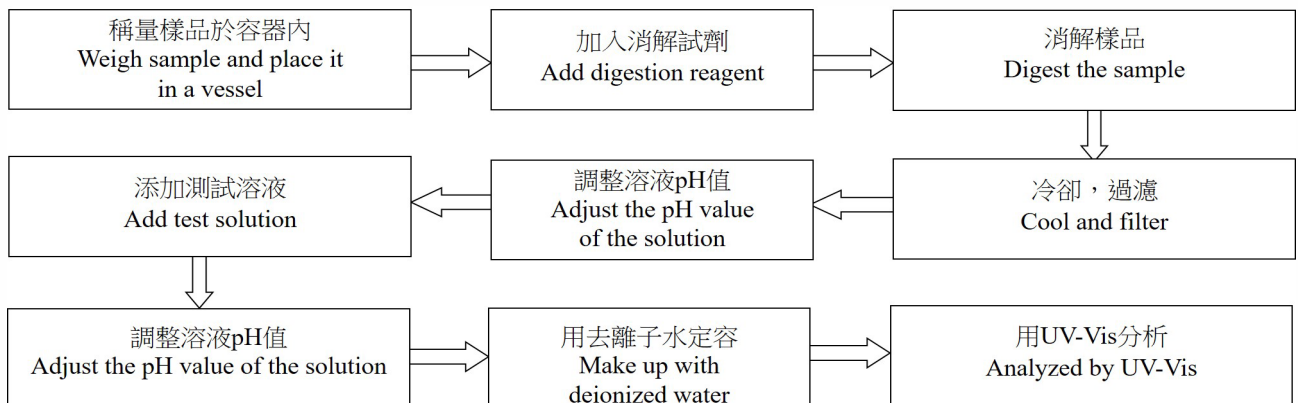 稱量樣品於容器內
Weigh sample and place it
in a vessel
加入消解試劑
Add digestion reagent
消解樣品
Digest the sample
冷卻，過濾
Cool and filter
調整溶液pH值
Adjust the pH value
of the solution
添加測試溶液
Add test solution
調整溶液pH值
Adjust the pH value of the solution
用去離子水定容
Make up with
deionized water
用UV-Vis分析
Analyzed by UV-Vis